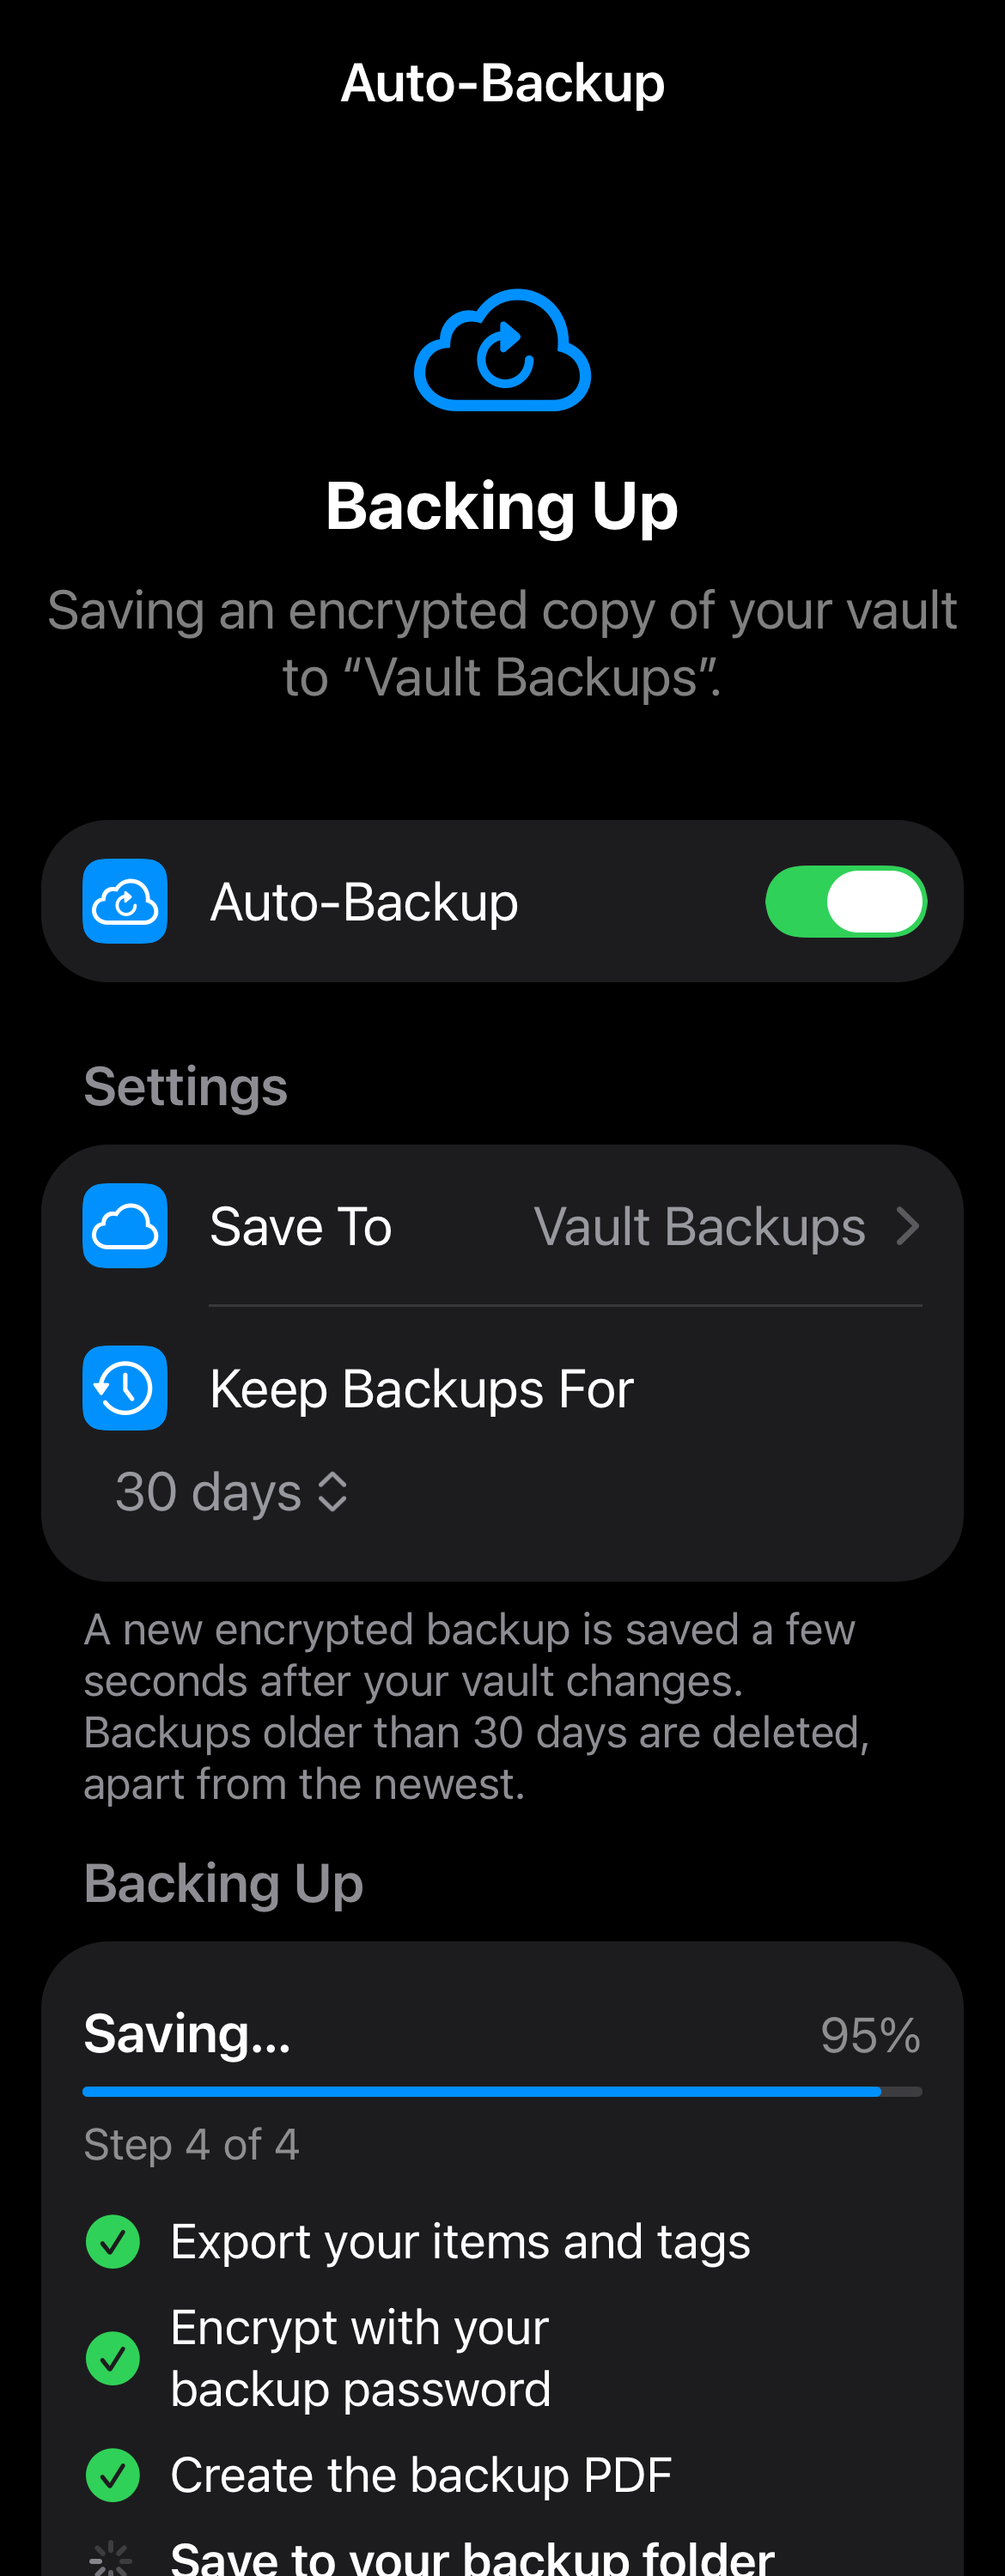 Auto-Backup
Backing Up
Saving an encrypted copy of your vault
to “Vault Backups”.
Auto-Backup
Settings
Save To Vault Backups
Keep Backups For
30 days
A new encrypted backup is saved a few
seconds after your vault changes.
Backups older than 30 days are deleted,
apart from the newest.
Backing Up
Saving... 95%
Step 4 of 4
Export your items and tags
Encrypt with your
backup password
Create the backup PDF
Save to your backup folder